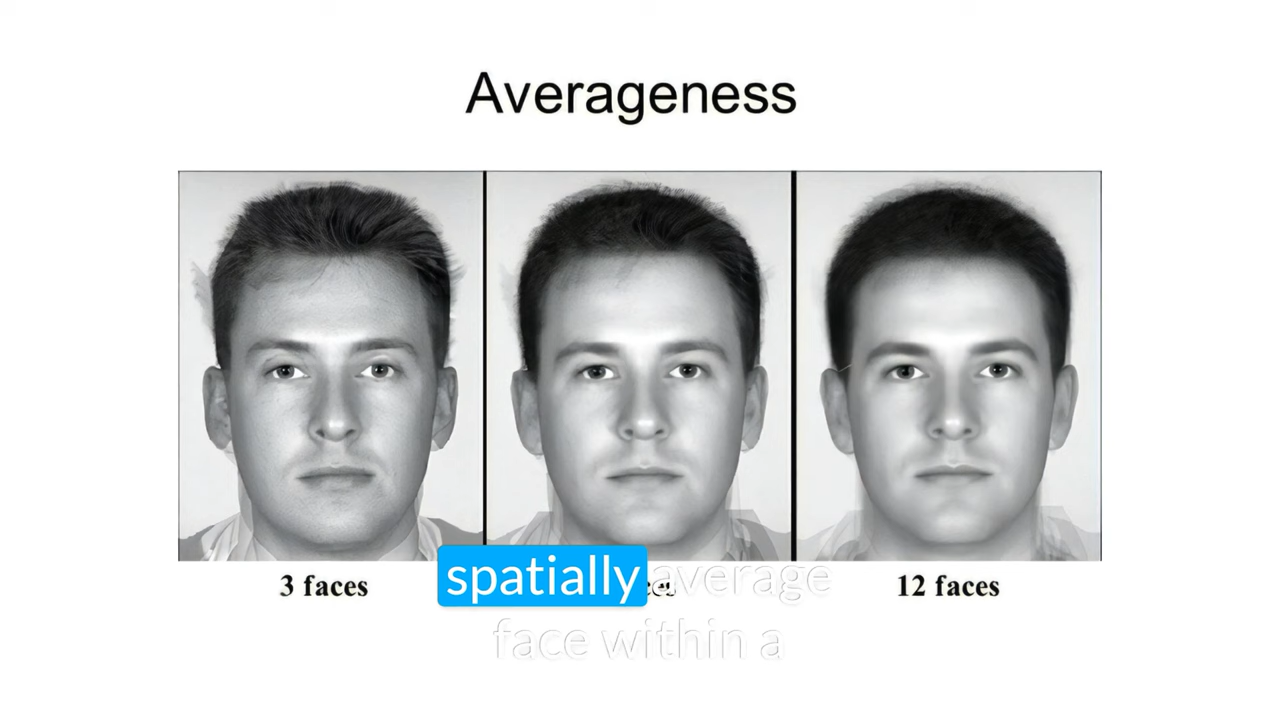 Averageness
3 faces
12 faces
spatially average
face within a